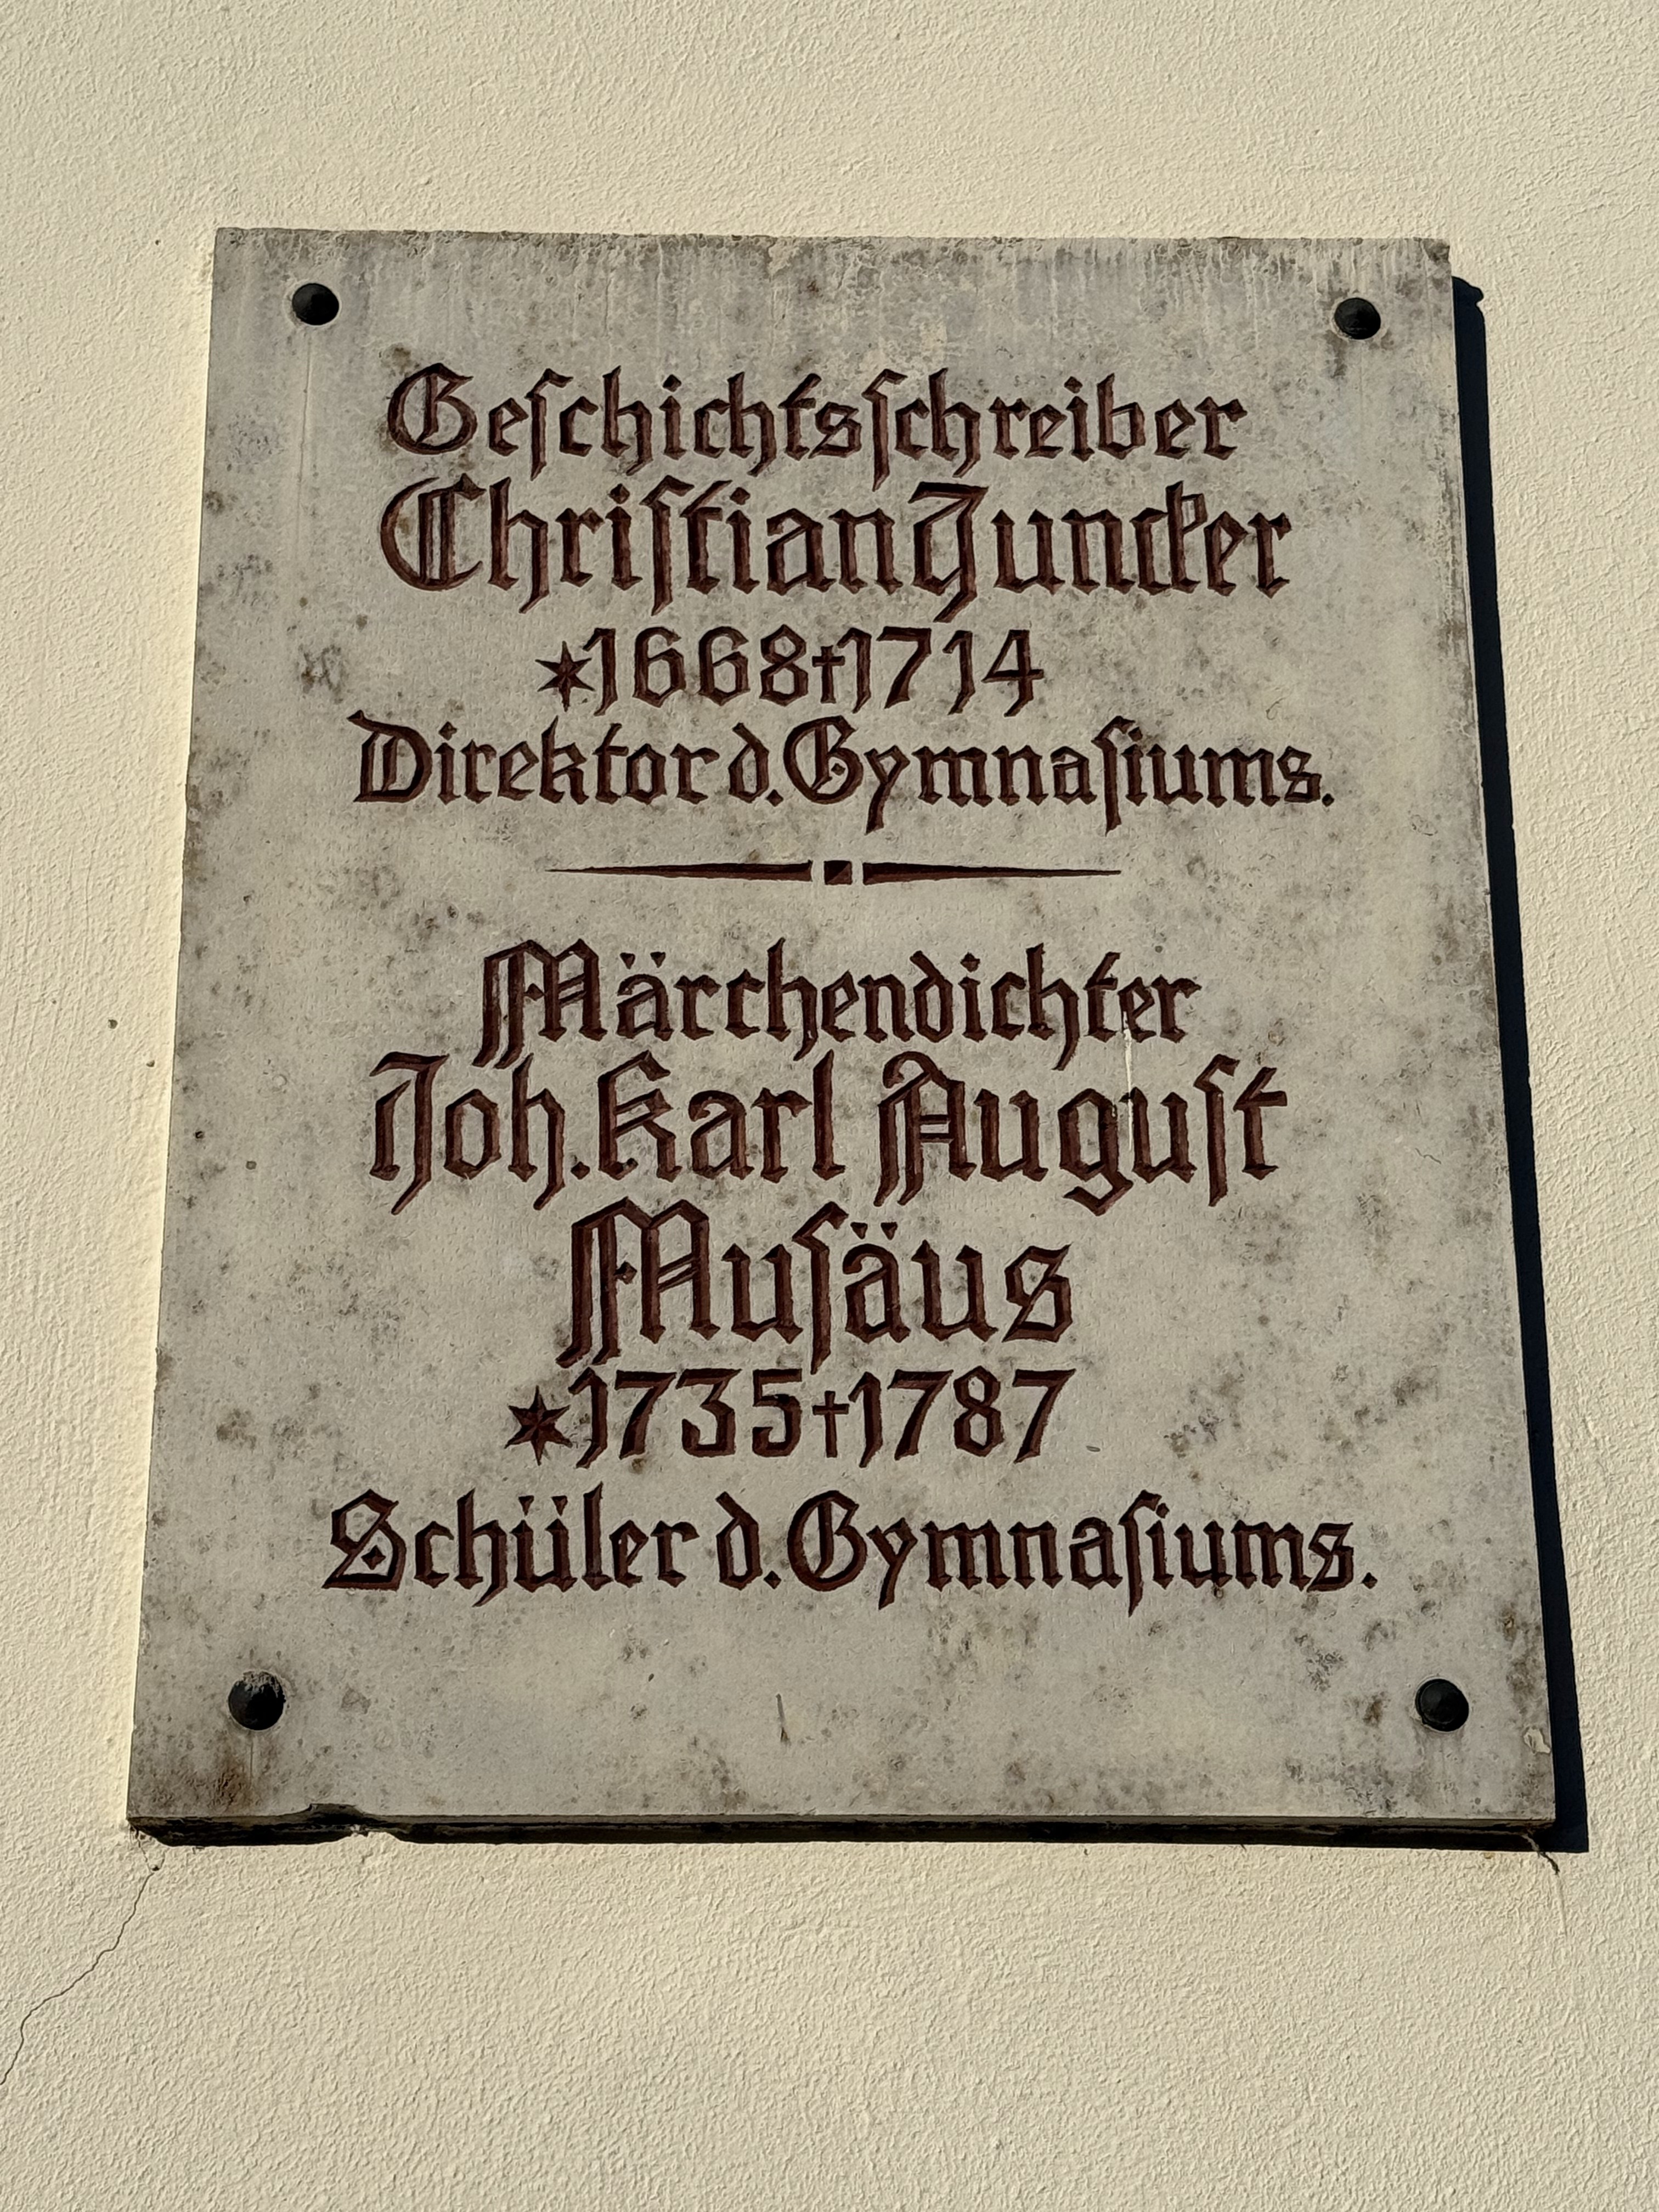 Geſchichtsſchreiber
Chriſtian Juncker
✶1668†1714
Direktor d. Gymnaſiums.
Märchendichter
Joh. Karl Auguſt
Muſäus
✶1735†1787
Schüler d. Gymnaſiums.